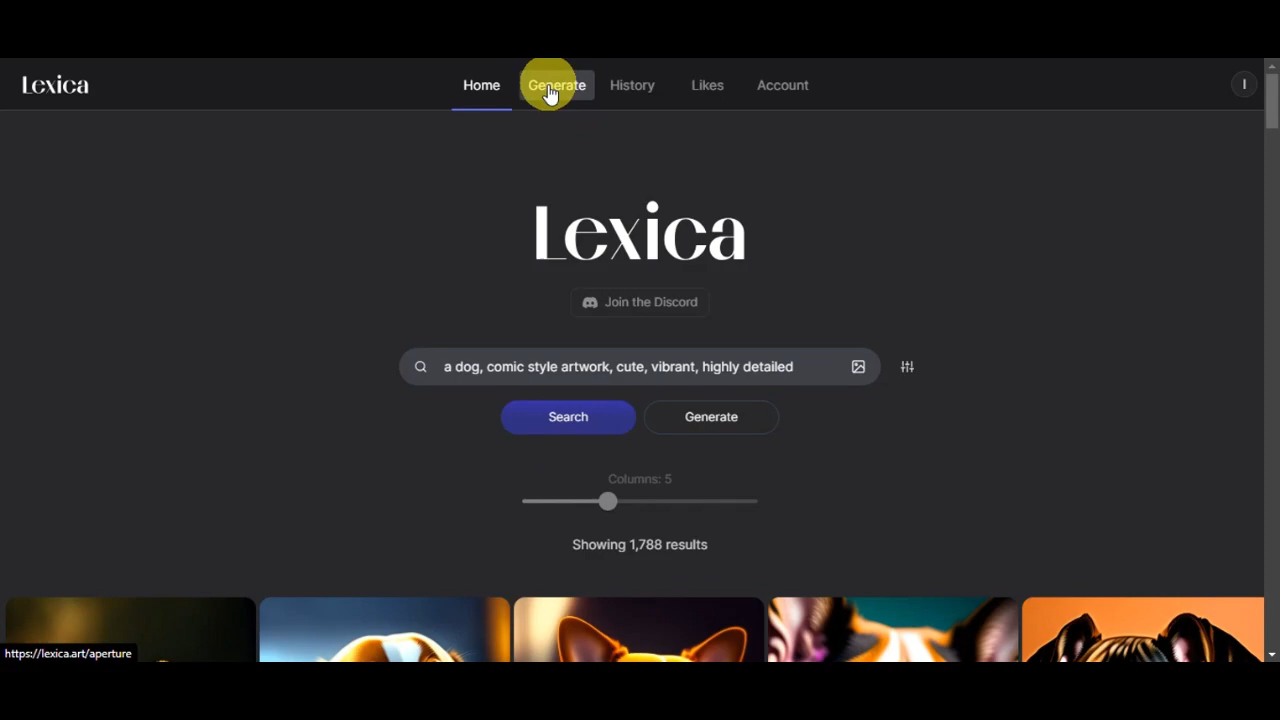 Lexica
Home Generate History Likes Account I
Lexica
Join the Discord
a dog, comic style artwork, cute, vibrant, highly detailed
Search Generate
Columns: 5
Showing 1,788 results
https://lexica.art/aperture